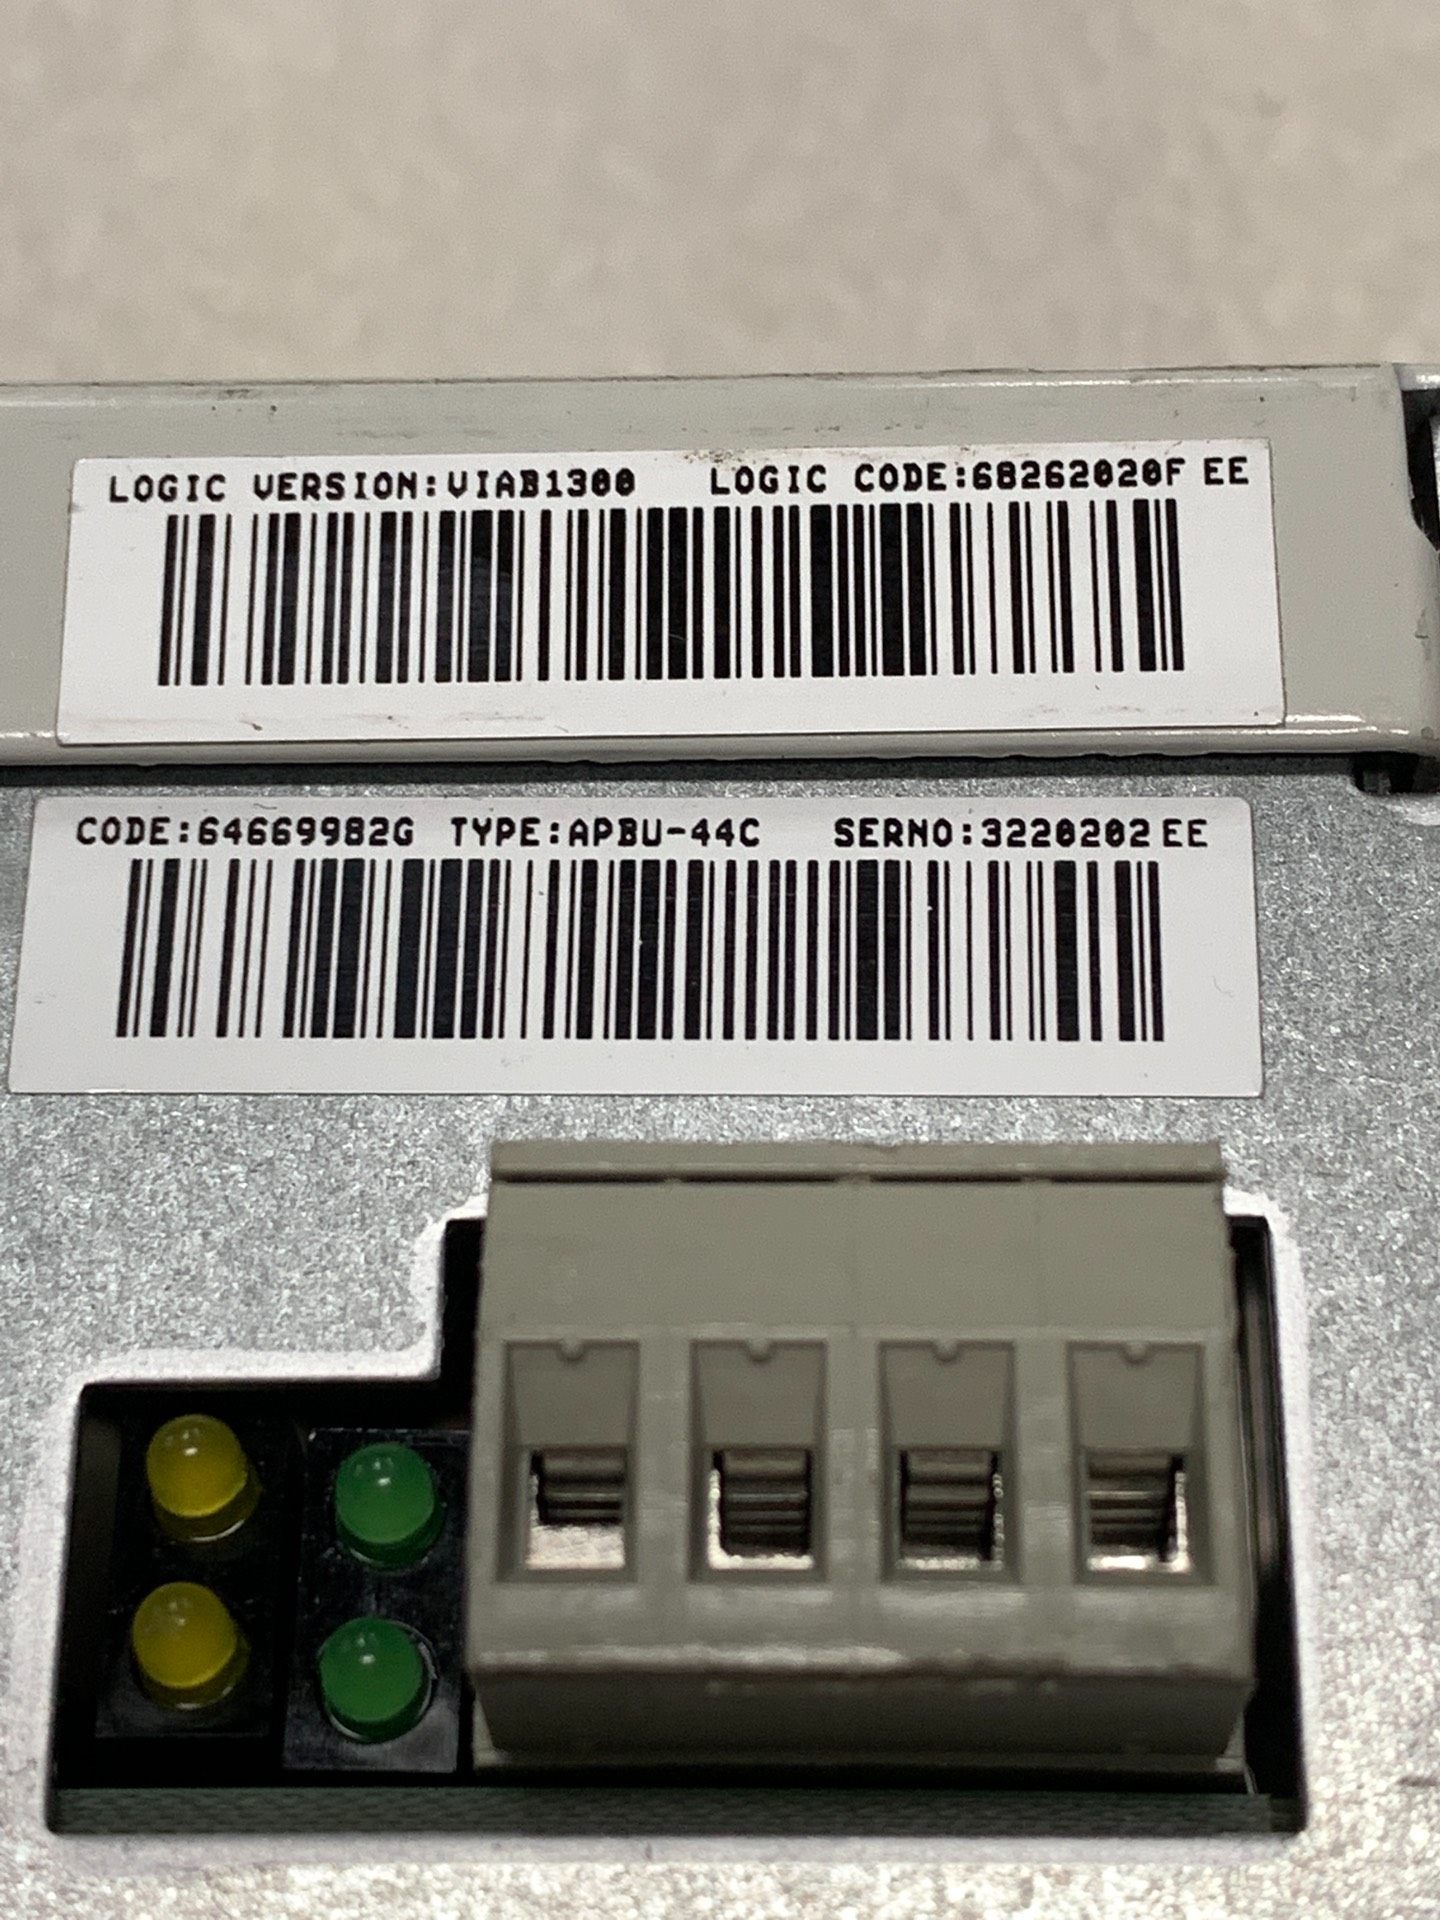 LOGIC VERSION:VIAB1300 LOGIC CODE:68262020F EE
CODE:64669982G TYPE:APBU-44C SERNO:3220202 EE